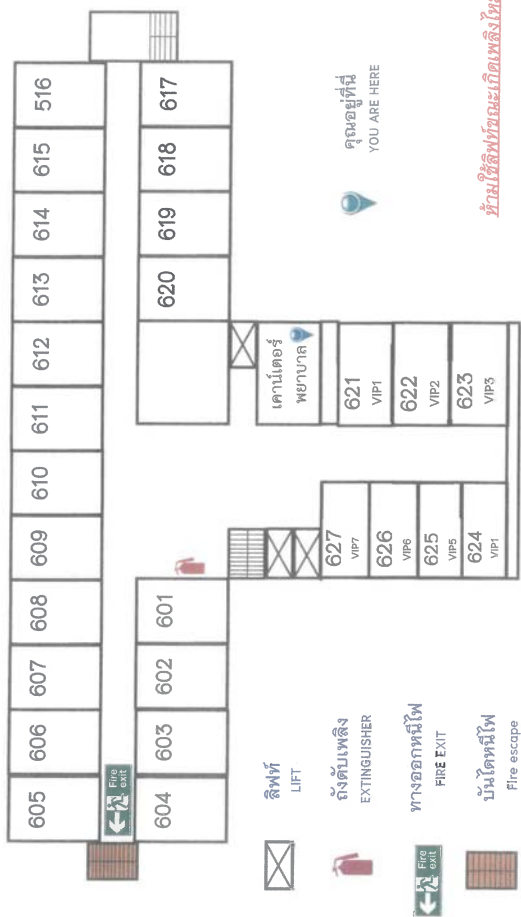 516
615
614
613
612
611
610
609
608
607
606
605
617
618
619
620
601
602
603
604
Fire
exit
เคาน์เตอร์
พยาบาล
621
VIP1
622
VIP2
623
VIP3
627
VIP7
626
VIP6
625
VIP5
624
VIP1
คุณอยู่ที่นี่
YOU ARE HERE
ลิฟท์
LIFT
ถังดับเพลิง
EXTINGUISHER
Fire
exit
ทางออกหนีไฟ
FIRE EXIT
บันไดหนีไฟ
Fire escape
ห้ามใช้ลิฟท์ขณะเกิดเพลิงไหม้